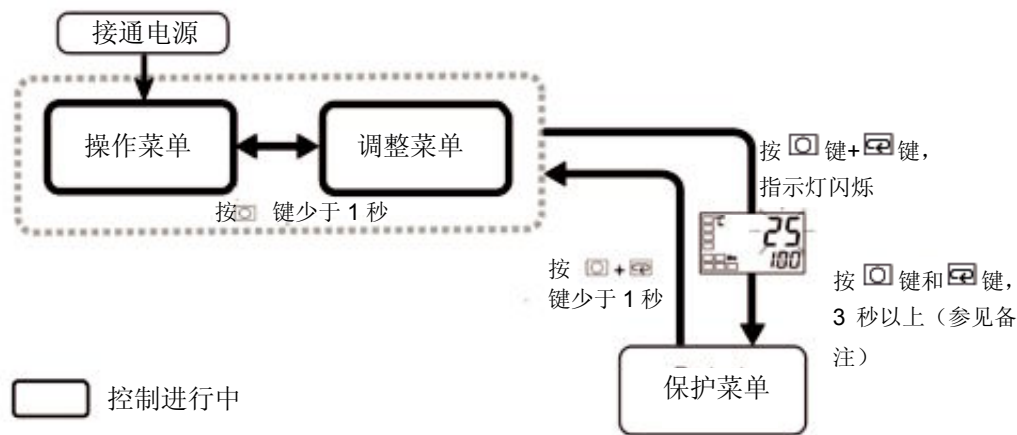 接通电源
操作菜单
调整菜单
按 键少于 1 秒
按 键+ 键，
指示灯闪烁
℃
25
100
按 +
键少于 1 秒
按 键和 键，
3 秒以上（参见备
注）
保护菜单
控制进行中